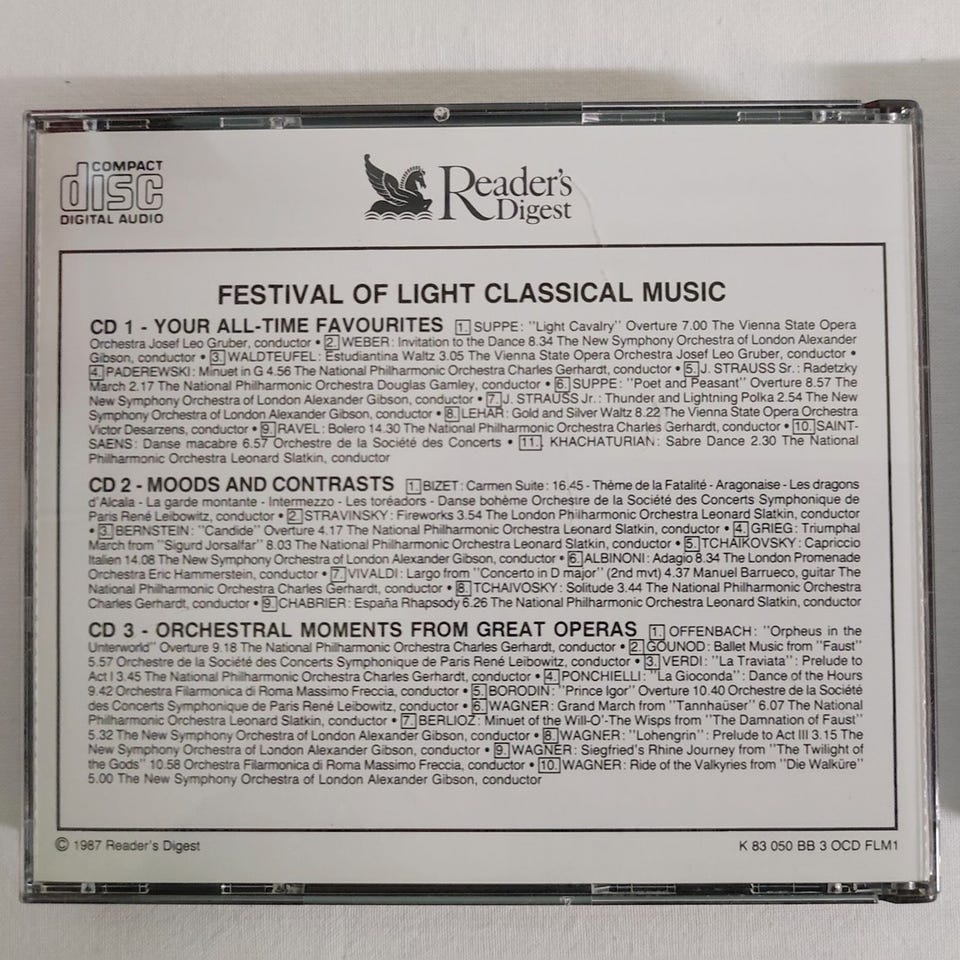 COMPACT
disc
DIGITAL AUDIO
Reader's
Digest
FESTIVAL OF LIGHT CLASSICAL MUSIC
CD 1 - YOUR ALL-TIME FAVOURITES 1. SUPPE: "Light Cavalry" Overture 7.00 The Vienna State Opera
Orchestra Josef Leo Gruber, conductor • 2. WEBER: Invitation to the Dance 8.34 The New Symphony Orchestra of London Alexander
Gibson, conductor • 3. WALDTEUFEL: Estudiantina Waltz 3.05 The Vienna State Opera Orchestra Josef Leo Gruber, conductor •
4. PADEREWSKI: Minuet in G 4.56 The National Philharmonic Orchestra Charles Gerhardt, conductor • 5. J. STRAUSS Sr.: Radetzky
March 2.17 The National Philharmonic Orchestra Douglas Gamley, conductor • 6. SUPPE: "Poet and Peasant" Overture 8.57 The
New Symphony Orchestra of London Alexander Gibson, conductor • 7. J. STRAUSS Jr.: Thunder and Lightning Polka 2.54 The New
Symphony Orchestra of London Alexander Gibson, conductor • 8. LEHAR: Gold and Silver Waltz 8.22 The Vienna State Opera Orchestra
Victor Desarzens, conductor • 9. RAVEL: Bolero 14.30 The National Philharmonic Orchestra Charles Gerhardt, conductor • 10. SAINT-
SAENS: Danse macabre 6.57 Orchestre de la Société des Concerts • 11. KHACHATURIAN: Sabre Dance 2.30 The National
Philharmonic Orchestra Leonard Slatkin, conductor
CD 2 - MOODS AND CONTRASTS 1. BIZET: Carmen Suite: 16.45 - Thème de la Fatalité - Aragonaise - Les dragons
d'Alcala - La garde montante - Intermezzo - Les toréadors - Danse bohème Orchestre de la Société des Concerts Symphonique de
Paris René Leibowitz, conductor • 2. STRAVINSKY: Fireworks 3.54 The London Philharmonic Orchestra Leonard Slatkin, conductor
• 3. BERNSTEIN: "Candide" Overture 4.17 The National Philharmonic Orchestra Leonard Slatkin, conductor • 4. GRIEG: Triumphal
March from "Sigurd Jorsalfar" 8.03 The National Philharmonic Orchestra Leonard Slatkin, conductor • 5. TCHAIKOVSKY: Capriccio
Italien 14.08 The New Symphony Orchestra of London Alexander Gibson, conductor • 6. ALBINONI: Adagio 8.34 The London Promenade
Orchestra Eric Hammerstein, conductor • 7. VIVALDI: Largo from "Concerto in D major" (2nd mvt) 4.37 Manuel Barrueco, guitar The
National Philharmonic Orchestra Charles Gerhardt, conductor • 8. TCHAIVOSKY: Solitude 3.44 The National Philharmonic Orchestra
Charles Gerhardt, conductor • 9. CHABRIER: España Rhapsody 6.26 The National Philharmonic Orchestra Leonard Slatkin, conductor
CD 3 - ORCHESTRAL MOMENTS FROM GREAT OPERAS 1. OFFENBACH: "Orpheus in the
Unterworld" Overture 9.18 The National Philharmonic Orchestra Charles Gerhardt, conductor • 2. GOUNOD: Ballet Music from "Faust"
5.57 Orchestre de la Société des Concerts Symphonique de Paris René Leibowitz, conductor • 3. VERDI: "La Traviata": Prelude to
Act I 3.45 The National Philharmonic Orchestra Charles Gerhardt, conductor • 4. PONCHIELLI: "La Gioconda": Dance of the Hours
9.42 Orchestra Filarmonica di Roma Massimo Freccia, conductor • 5. BORODIN: "Prince Igor" Overture 10.40 Orchestre de la Société
des Concerts Symphonique de Paris René Leibowitz, conductor • 6. WAGNER: Grand March from "Tannhaüser" 6.07 The National
Philharmonic Orchestra Leonard Slatkin, conductor • 7. BERLIOZ: Minuet of the Will-O'-The Wisps from "The Damnation of Faust"
5.32 The New Symphony Orchestra of London Alexander Gibson, conductor • 8. WAGNER: "Lohengrin": Prelude to Act III 3.15 The
New Symphony Orchestra of London Alexander Gibson, conductor • 9. WAGNER: Siegfried's Rhine Journey from "The Twilight of
the Gods" 10.58 Orchestra Filarmonica di Roma Massimo Freccia, conductor • 10. WAGNER: Ride of the Valkyries from "Die Walküre"
5.00 The New Symphony Orchestra of London Alexander Gibson, conductor
© 1987 Reader's Digest
K 83 050 BB 3 OCD FLM1